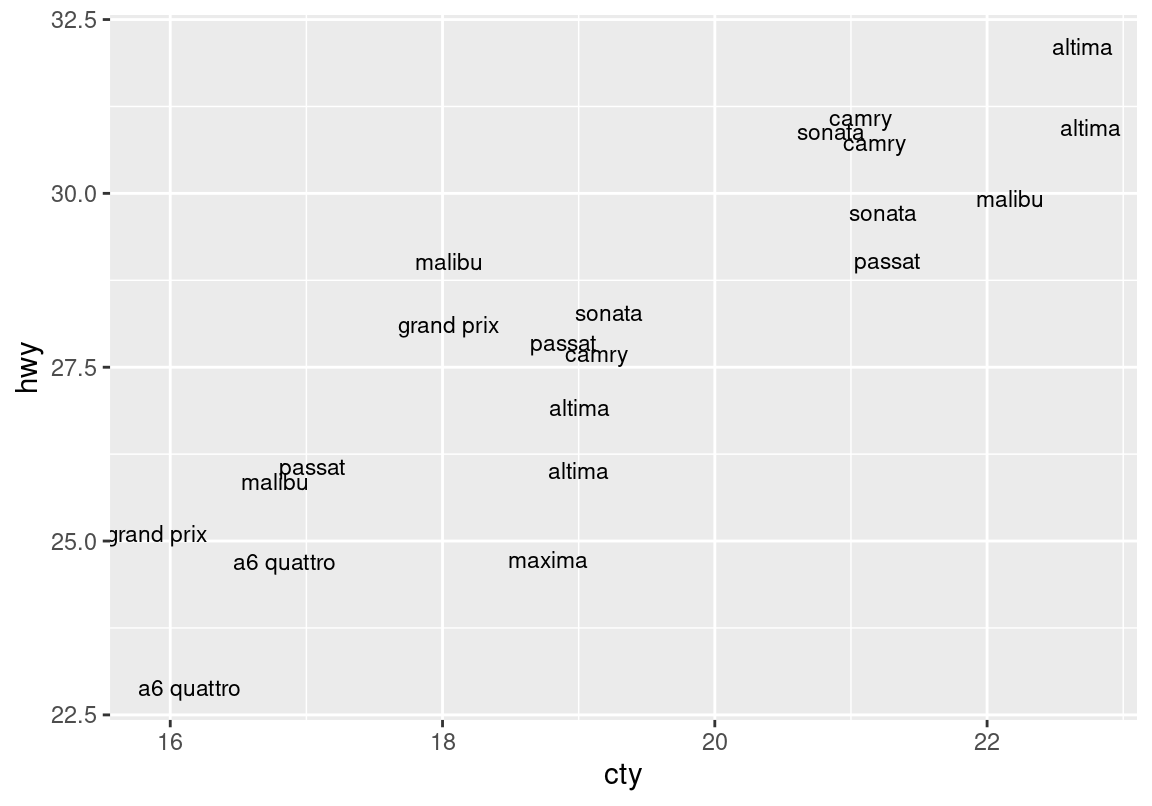 32.5
altima
camry
sonata
camry
altima
30.0
malibu
sonata
malibu
passat
grand prix
sonata
passat
camry
27.5
hwy
altima
passat
malibu
altima
grand prix
25.0
a6 quattro
maxima
a6 quattro
22.5
16 18 20 22
cty